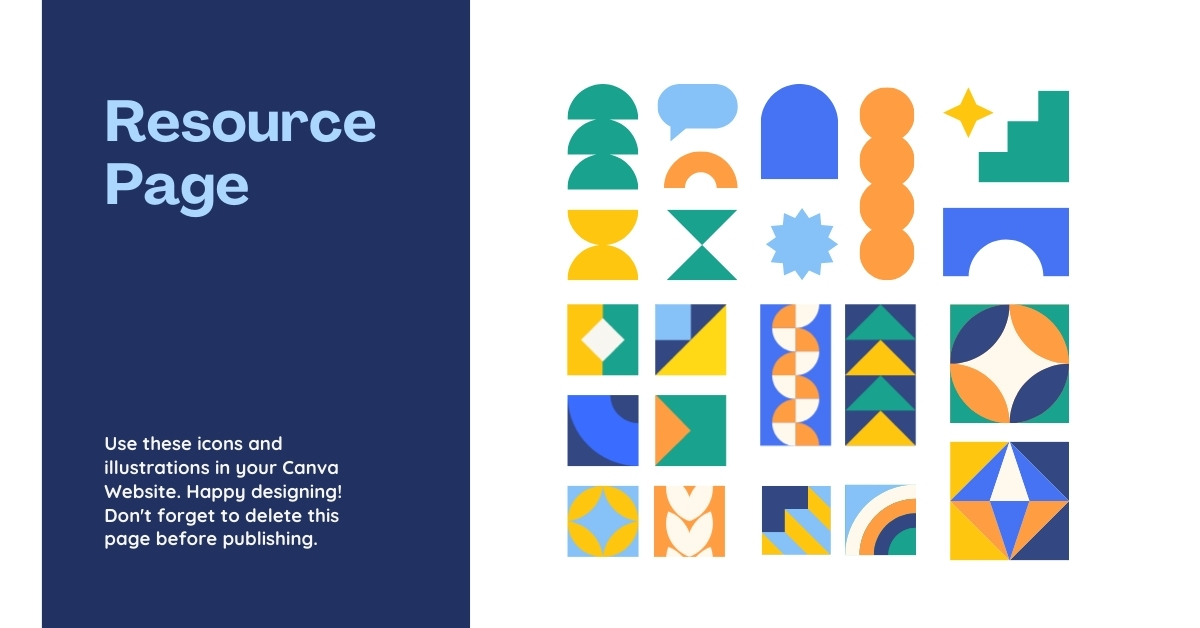 Resource
Page
Use these icons and
illustrations in your Canva
Website. Happy designing!
Don't forget to delete this
page before publishing.